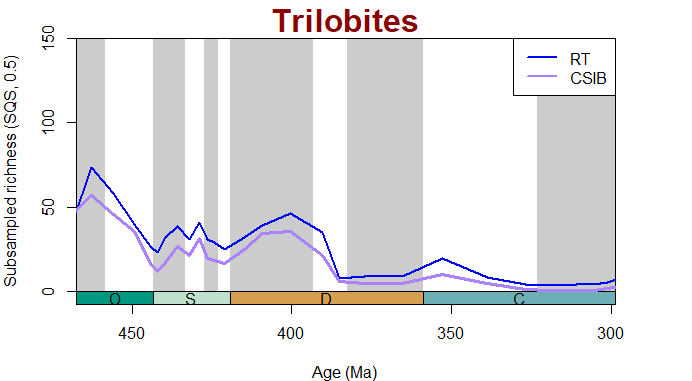 Trilobites
Subsampled richness (SQS, 0.5)
150
100
50
0
RT
CSIB
O S D C
450 400 350 300
Age (Ma)